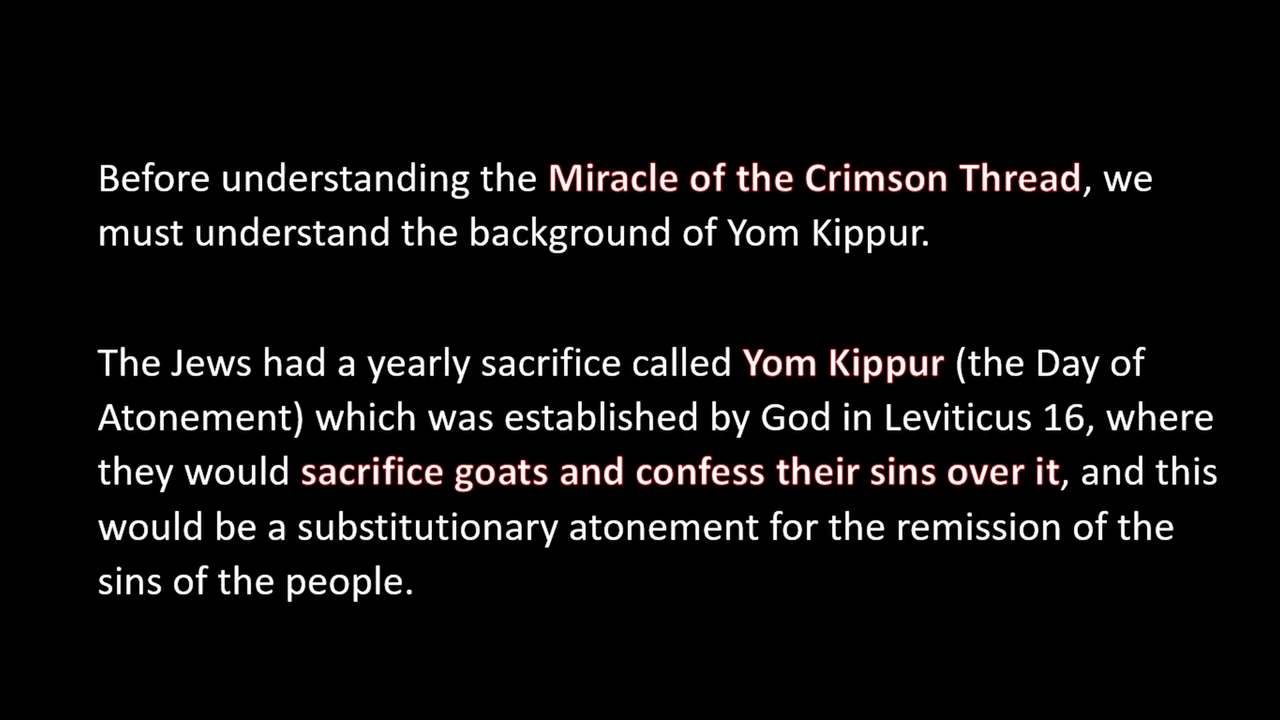 Before understanding the Miracle of the Crimson Thread, we
must understand the background of Yom Kippur.
The Jews had a yearly sacrifice called Yom Kippur (the Day of
Atonement) which was established by God in Leviticus 16, where
they would sacrifice goats and confess their sins over it, and this
would be a substitutionary atonement for the remission of the
sins of the people.